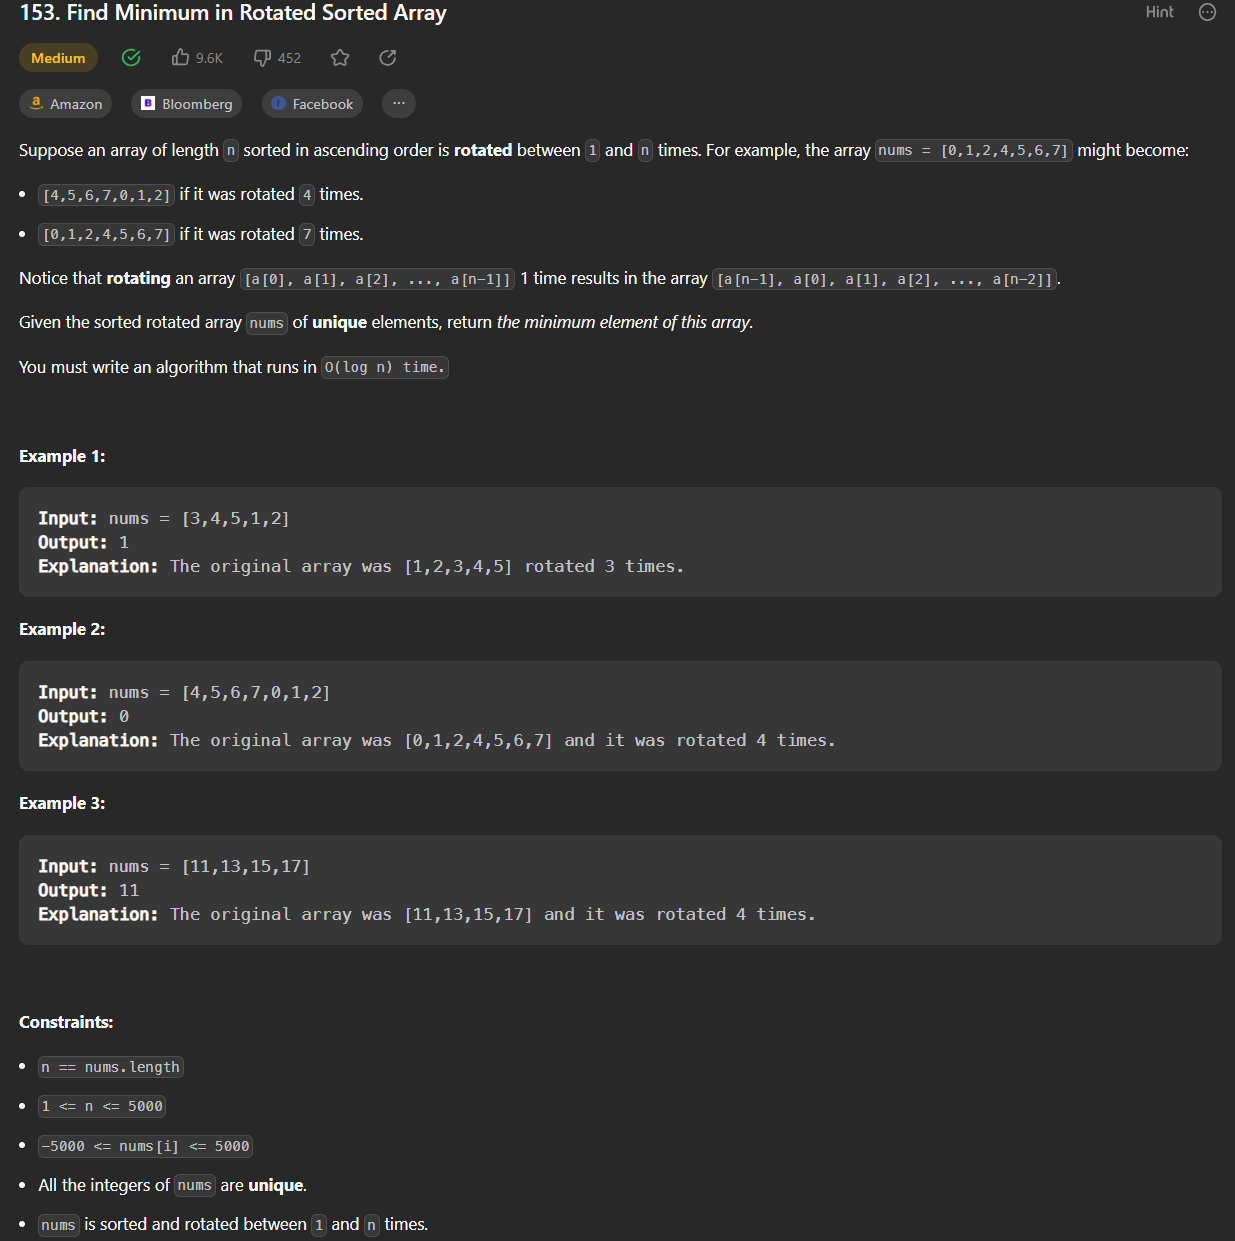 153. Find Minimum in Rotated Sorted Array
Hint
Medium 9.6K 452
Amazon Bloomberg Facebook ...
Suppose an array of length n sorted in ascending order is rotated between 1 and n times. For example, the array nums = [0,1,2,4,5,6,7] might become:
• [4,5,6,7,0,1,2] if it was rotated 4 times.
• [0,1,2,4,5,6,7] if it was rotated 7 times.
Notice that rotating an array [a[0], a[1], a[2], ..., a[n-1]] 1 time results in the array [a[n-1], a[0], a[1], a[2], ..., a[n-2]].
Given the sorted rotated array nums of unique elements, return the minimum element of this array.
You must write an algorithm that runs in O(log n) time.
Example 1:
Input: nums = [3,4,5,1,2]
Output: 1
Explanation: The original array was [1,2,3,4,5] rotated 3 times.
Example 2:
Input: nums = [4,5,6,7,0,1,2]
Output: 0
Explanation: The original array was [0,1,2,4,5,6,7] and it was rotated 4 times.
Example 3:
Input: nums = [11,13,15,17]
Output: 11
Explanation: The original array was [11,13,15,17] and it was rotated 4 times.
Constraints:
• n == nums.length
• 1 <= n <= 5000
• -5000 <= nums[i] <= 5000
• All the integers of nums are unique.
• nums is sorted and rotated between 1 and n times.